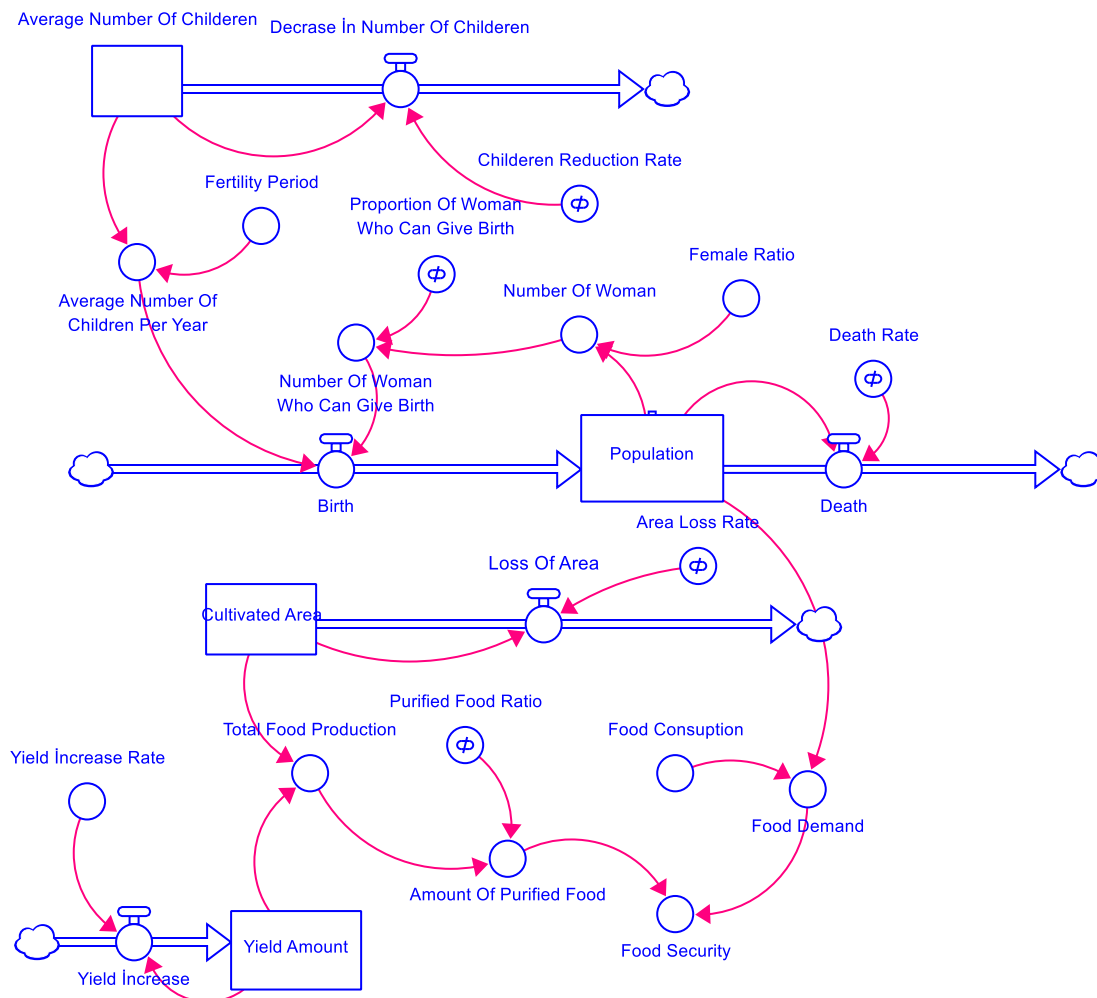 Average Number Of Childeren
Decrase İn Number Of Childeren
Childeren Reduction Rate
Fertility Period
Proportion Of Woman
Who Can Give Birth
Female Ratio
Number Of Woman
Average Number Of
Children Per Year
Death Rate
Number Of Woman
Who Can Give Birth
Population
Birth
Death
Area Loss Rate
Loss Of Area
Cultivated Area
Purified Food Ratio
Total Food Production
Food Consuption
Yield İncrease Rate
Food Demand
Amount Of Purified Food
Yield Amount
Food Security
Yield İncrease